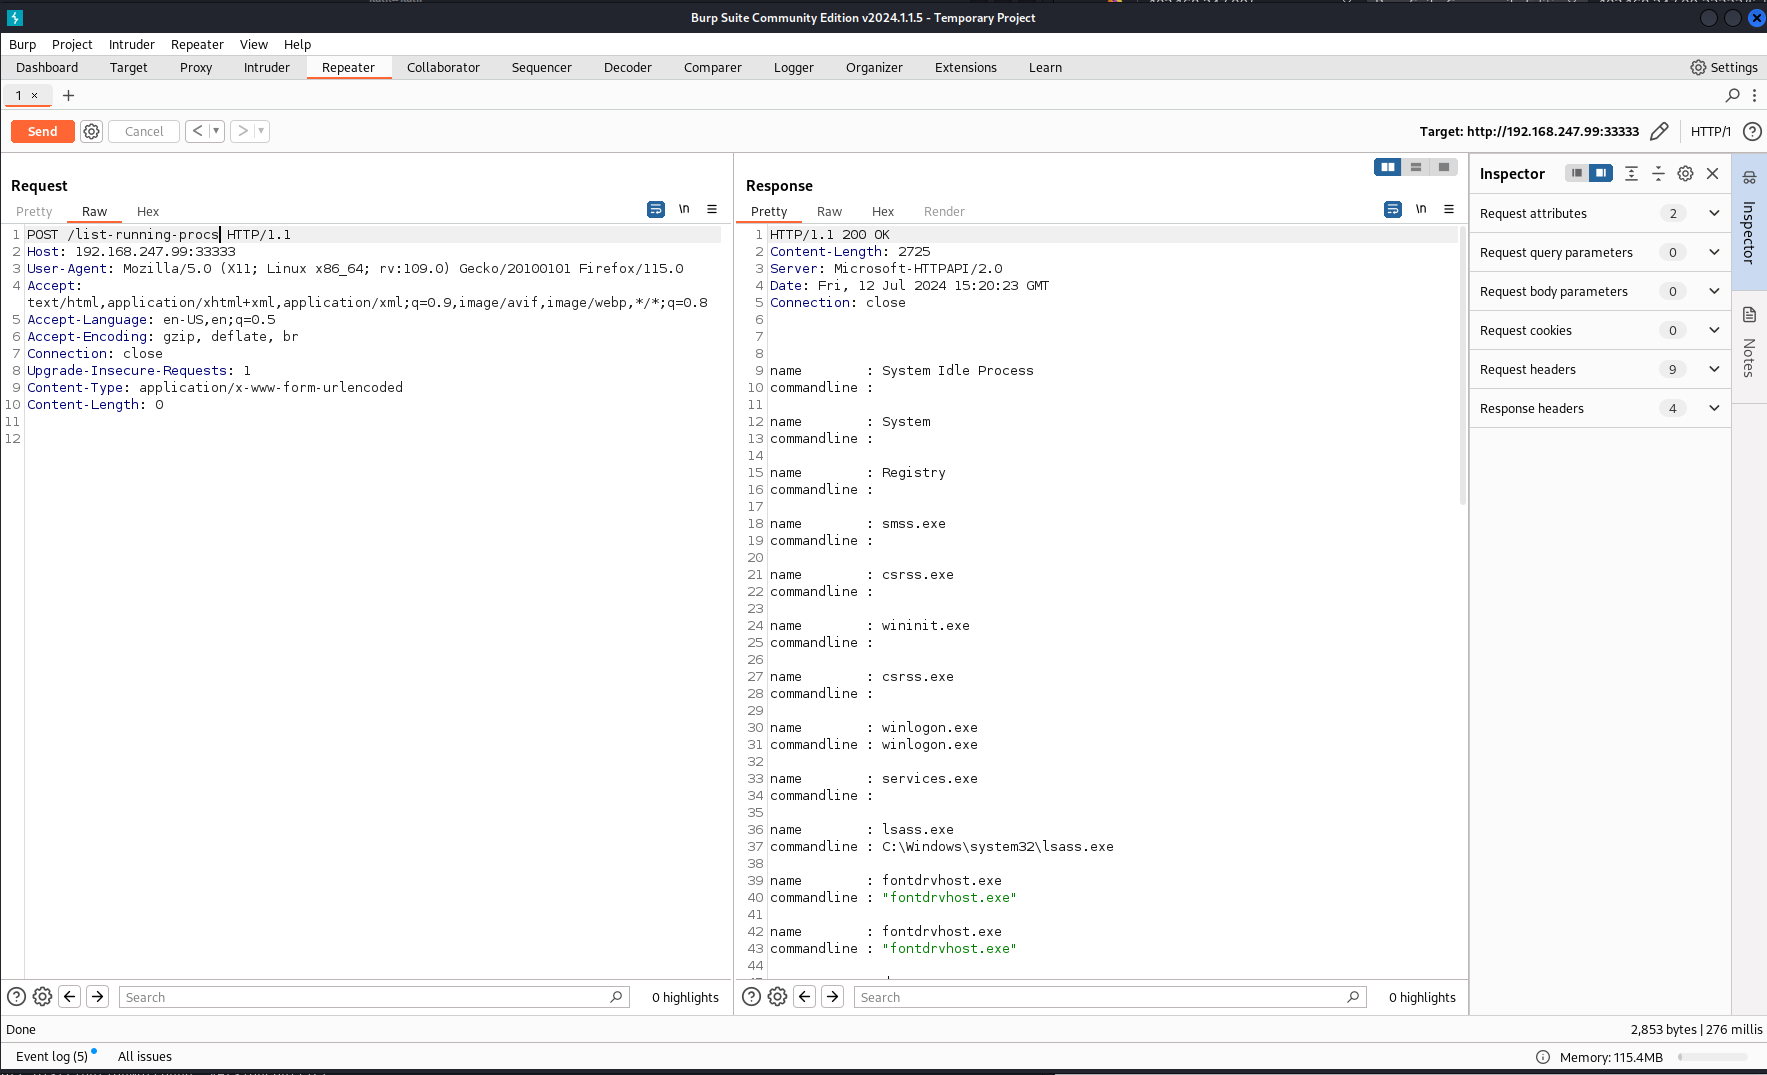 Burp Suite Community Edition v2024.1.1.5 - Temporary Project
Burp Project Intruder Repeater View Help
Dashboard Target Proxy Intruder Repeater Collaborator Sequencer Decoder Comparer Logger Organizer Extensions Learn Settings
1 × +
Send Cancel < > Target: http://192.168.247.99:33333 HTTP/1 ?
Request
Pretty Raw Hex \n
1 POST /list-running-procs HTTP/1.1
2 Host: 192.168.247.99:33333
3 User-Agent: Mozilla/5.0 (X11; Linux x86_64; rv:109.0) Gecko/20100101 Firefox/115.0
4 Accept:
text/html,application/xhtml+xml,application/xml;q=0.9,image/avif,image/webp,*/*;q=0.8
5 Accept-Language: en-US,en;q=0.5
6 Accept-Encoding: gzip, deflate, br
7 Connection: close
8 Upgrade-Insecure-Requests: 1
9 Content-Type: application/x-www-form-urlencoded
10 Content-Length: 0
11
12
Search 0 highlights
Response
Pretty Raw Hex Render \n
1 HTTP/1.1 200 OK
2 Content-Length: 2725
3 Server: Microsoft-HTTPAPI/2.0
4 Date: Fri, 12 Jul 2024 15:20:23 GMT
5 Connection: close
6
7
8
9 name : System Idle Process
10 commandline :
11
12 name : System
13 commandline :
14
15 name : Registry
16 commandline :
17
18 name : smss.exe
19 commandline :
20
21 name : csrss.exe
22 commandline :
23
24 name : wininit.exe
25 commandline :
26
27 name : csrss.exe
28 commandline :
29
30 name : winlogon.exe
31 commandline : winlogon.exe
32
33 name : services.exe
34 commandline :
35
36 name : lsass.exe
37 commandline : C:\Windows\system32\lsass.exe
38
39 name : fontdrvhost.exe
40 commandline : "fontdrvhost.exe"
41
42 name : fontdrvhost.exe
43 commandline : "fontdrvhost.exe"
44
Search 0 highlights
Inspector
Request attributes 2
Request query parameters 0
Request body parameters 0
Request cookies 0
Request headers 9
Response headers 4
Inspector
Notes
Done 2,853 bytes | 276 millis
Event log (5) All issues Memory: 115.4MB